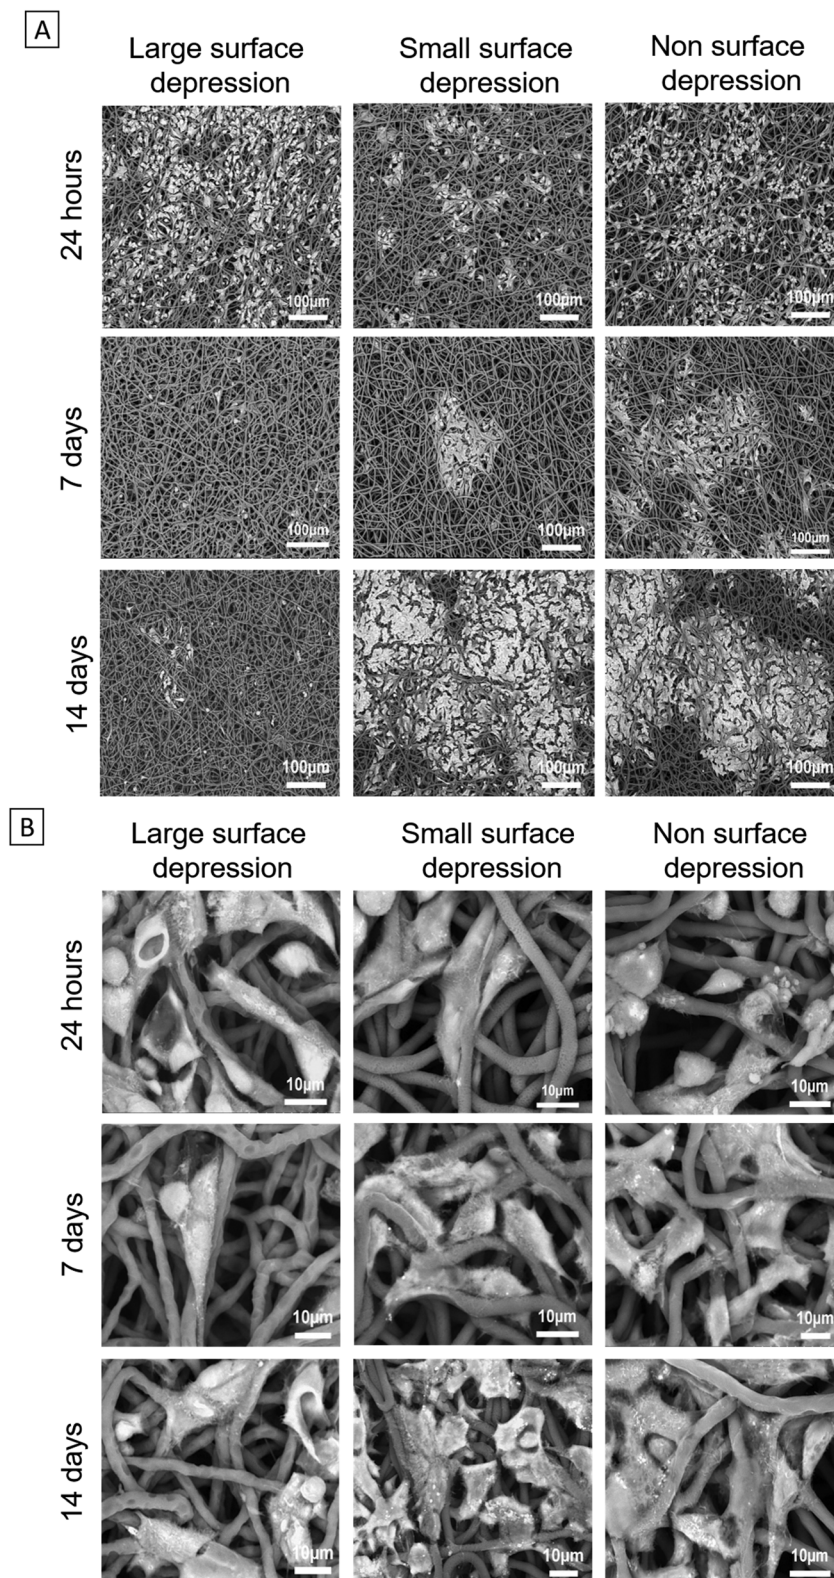 A
Large surface
depression
Small surface
depression
Non surface
depression
24 hours
100µm
100µm
100µm
7 days
100µm
100µm
100µm
14 days
100µm
100µm
100µm
B
Large surface
depression
Small surface
depression
Non surface
depression
24 hours
10µm
10µm
10µm
7 days
10µm
10µm
10µm
14 days
10µm
10µm
10µm